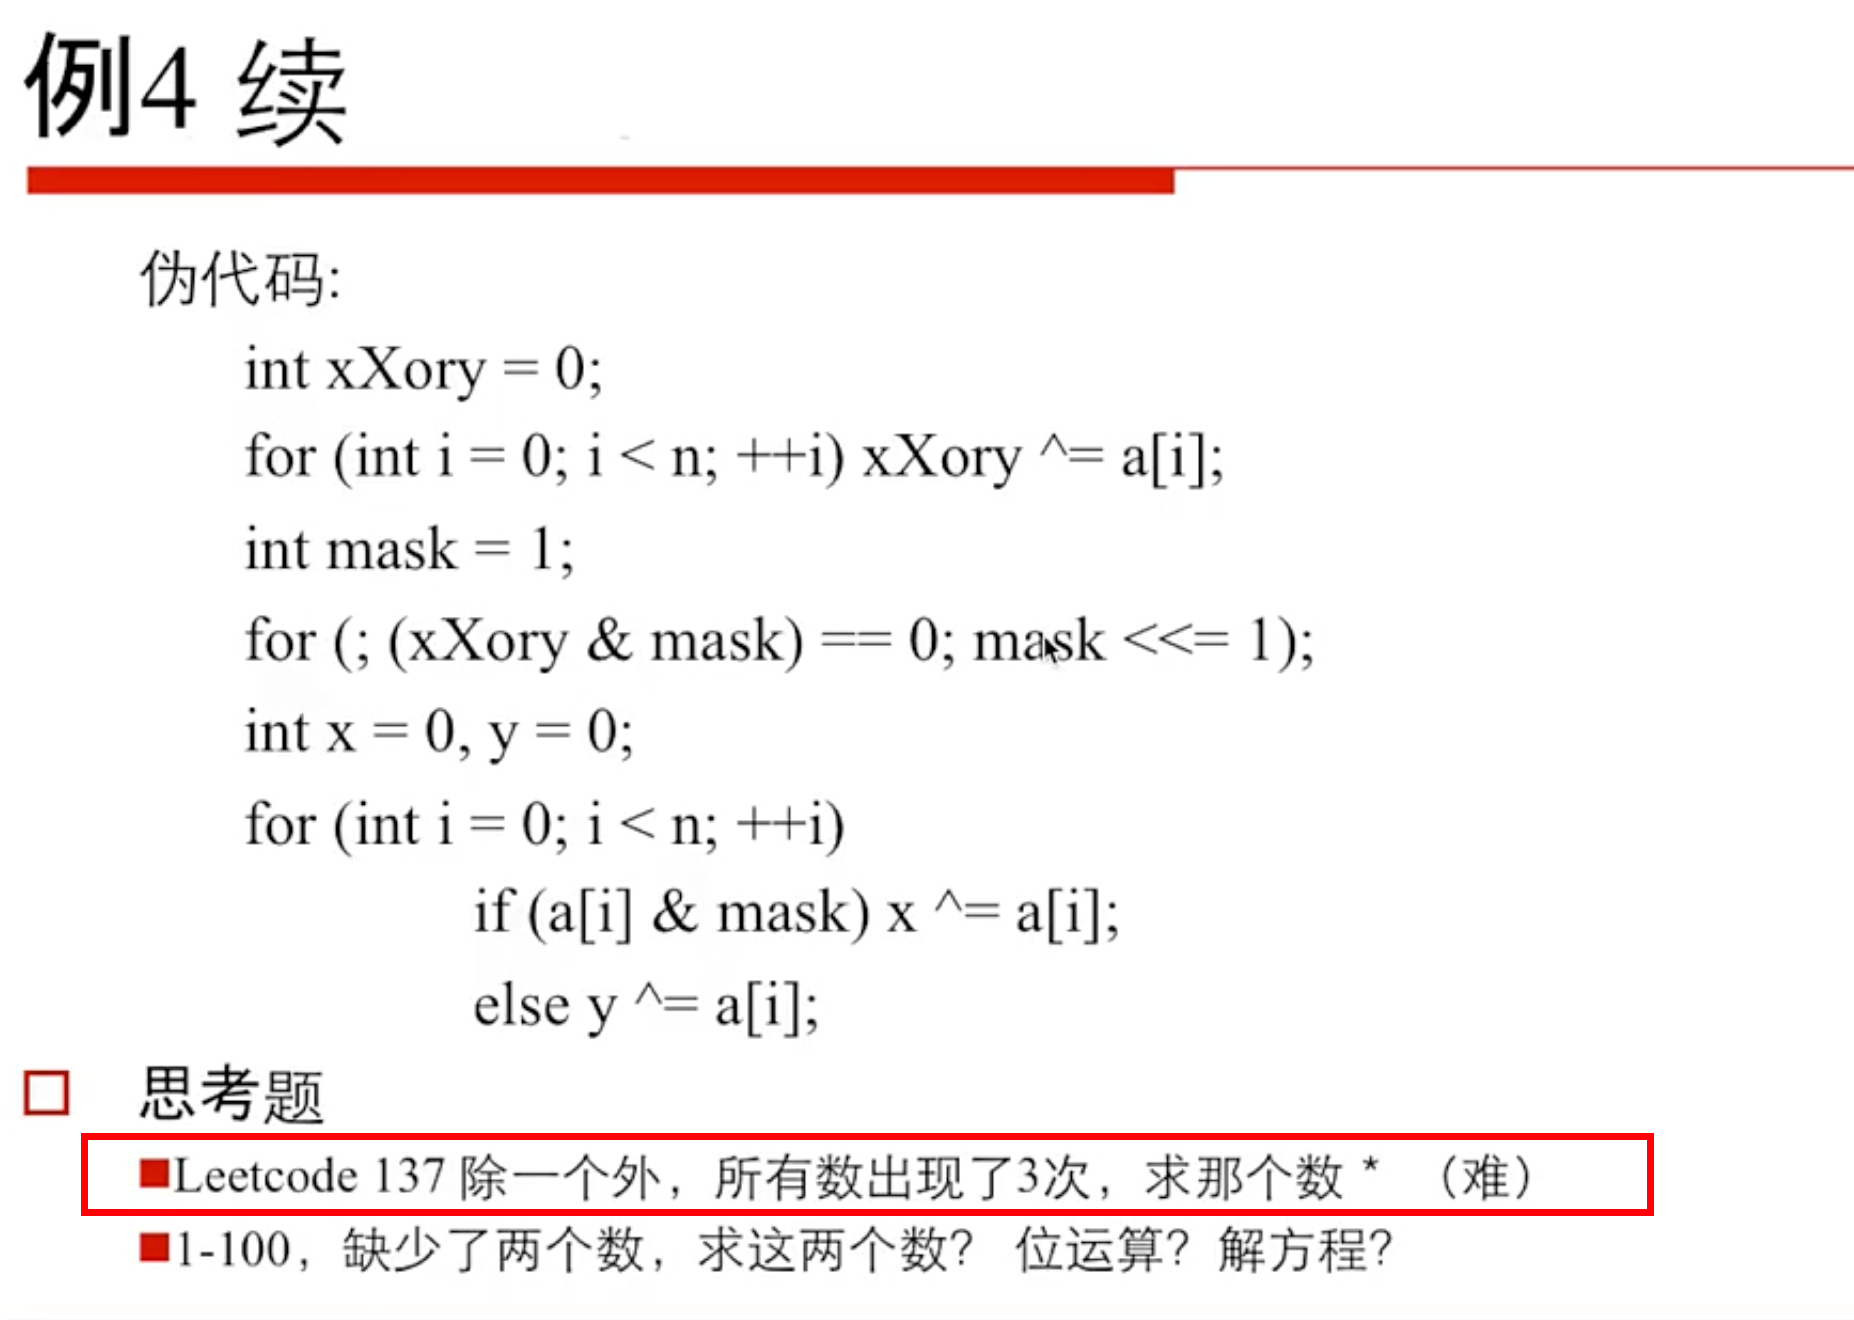 例4 续
伪代码:
int xXory = 0;
for (int i = 0; i < n; ++i) xXory ^= a[i];
int mask = 1;
for (; (xXory & mask) == 0; mask <<= 1);
int x = 0, y = 0;
for (int i = 0; i < n; ++i)
if (a[i] & mask) x ^= a[i];
else y ^= a[i];
思考题
Leetcode 137 除一个外，所有数出现了3次，求那个数 * （难）
1-100，缺少了两个数，求这两个数？ 位运算？解方程？